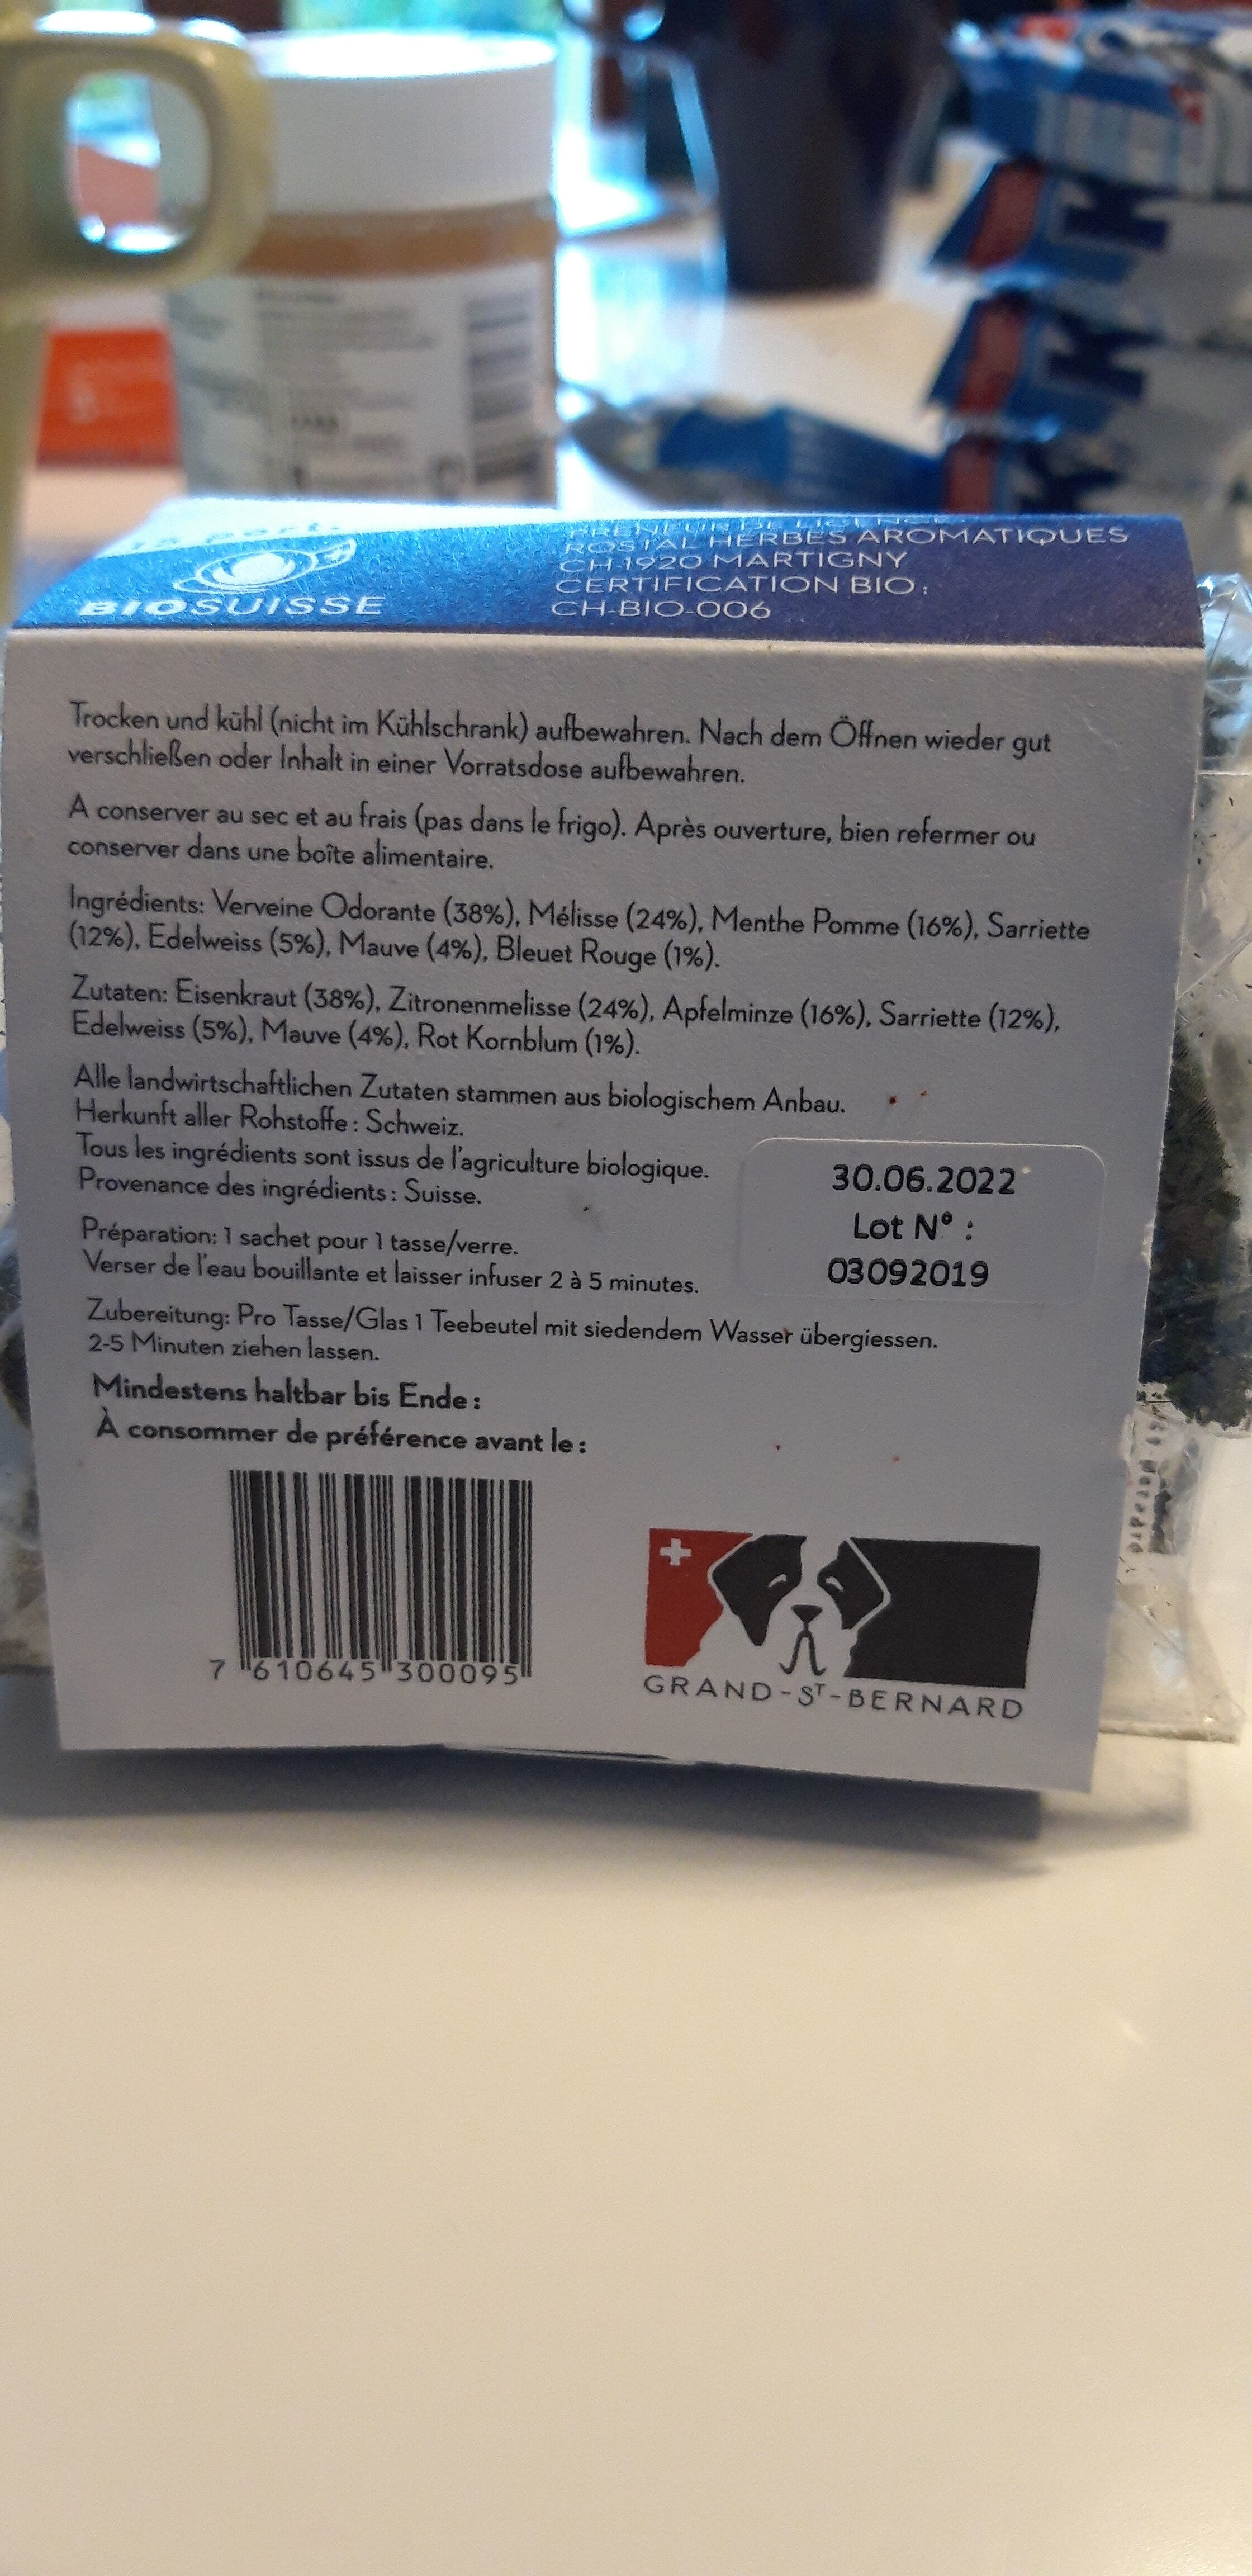 BIOSUISSE
ROSTAL HERBES AROMATIQUES
CH-1920 MARTIGNY
CERTIFICATION BIO :
CH-BIO-006
Trocken und kühl (nicht im Kühlschrank) aufbewahren. Nach dem Öffnen wieder gut
verschließen oder Inhalt in einer Vorratsdose aufbewahren.
A conserver au sec et au frais (pas dans le frigo). Après ouverture, bien refermer ou
conserver dans une boîte alimentaire.
Ingrédients: Verveine Odorante (38%), Mélisse (24%), Menthe Pomme (16%), Sarriette
(12%), Edelweiss (5%), Mauve (4%), Bleuet Rouge (1%).
Zutaten: Eisenkraut (38%), Zitronenmelisse (24%), Apfelminze (16%), Sarriette (12%),
Edelweiss (5%), Mauve (4%), Rot Kornblum (1%).
Alle landwirtschaftlichen Zutaten stammen aus biologischem Anbau.
Herkunft aller Rohstoffe : Schweiz.
Tous les ingrédients sont issus de l'agriculture biologique.
Provenance des ingrédients : Suisse.
30.06.2022
Lot N° :
03092019
Préparation: 1 sachet pour 1 tasse/verre.
Verser de l'eau bouillante et laisser infuser 2 à 5 minutes.
Zubereitung: Pro Tasse/Glas 1 Teebeutel mit siedendem Wasser übergiessen.
2-5 Minuten ziehen lassen.
Mindestens haltbar bis Ende :
À consommer de préférence avant le :
7 610645 300095
GRAND-ST-BERNARD